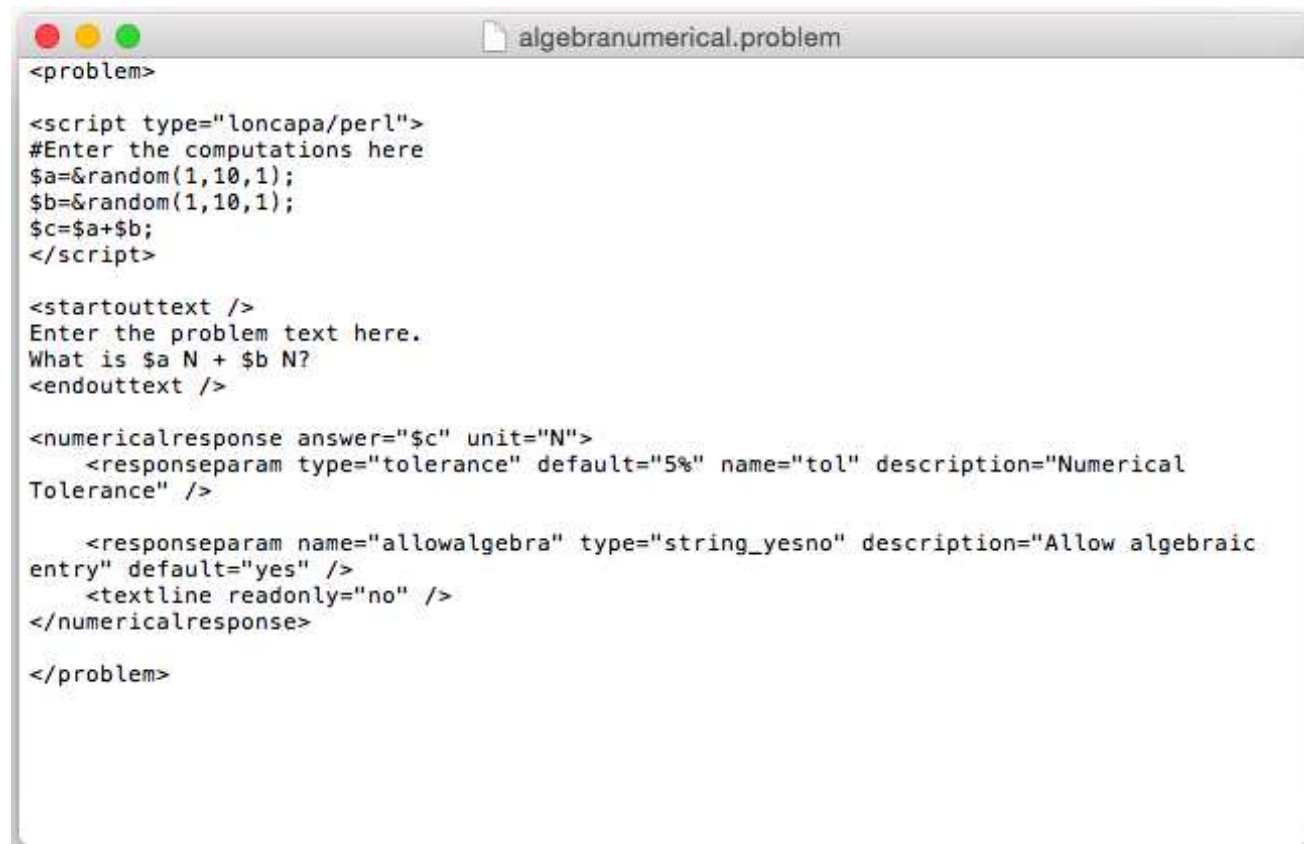 algebranumerical.problem
<problem>
<script type="loncapa/perl">
#Enter the computations here
$a=&random(1,10,1);
$b=&random(1,10,1);
$c=$a+$b;
</script>
<startouttext />
Enter the problem text here.
What is $a N + $b N?
<endouttext />
<numericalresponse answer="$c" unit="N">
    <responseparam type="tolerance" default="5%" name="tol" description="Numerical
Tolerance" />
    <responseparam name="allowalgebra" type="string_yesno" description="Allow algebraic
entry" default="yes" />
    <textline readonly="no" />
</numericalresponse>
</problem>